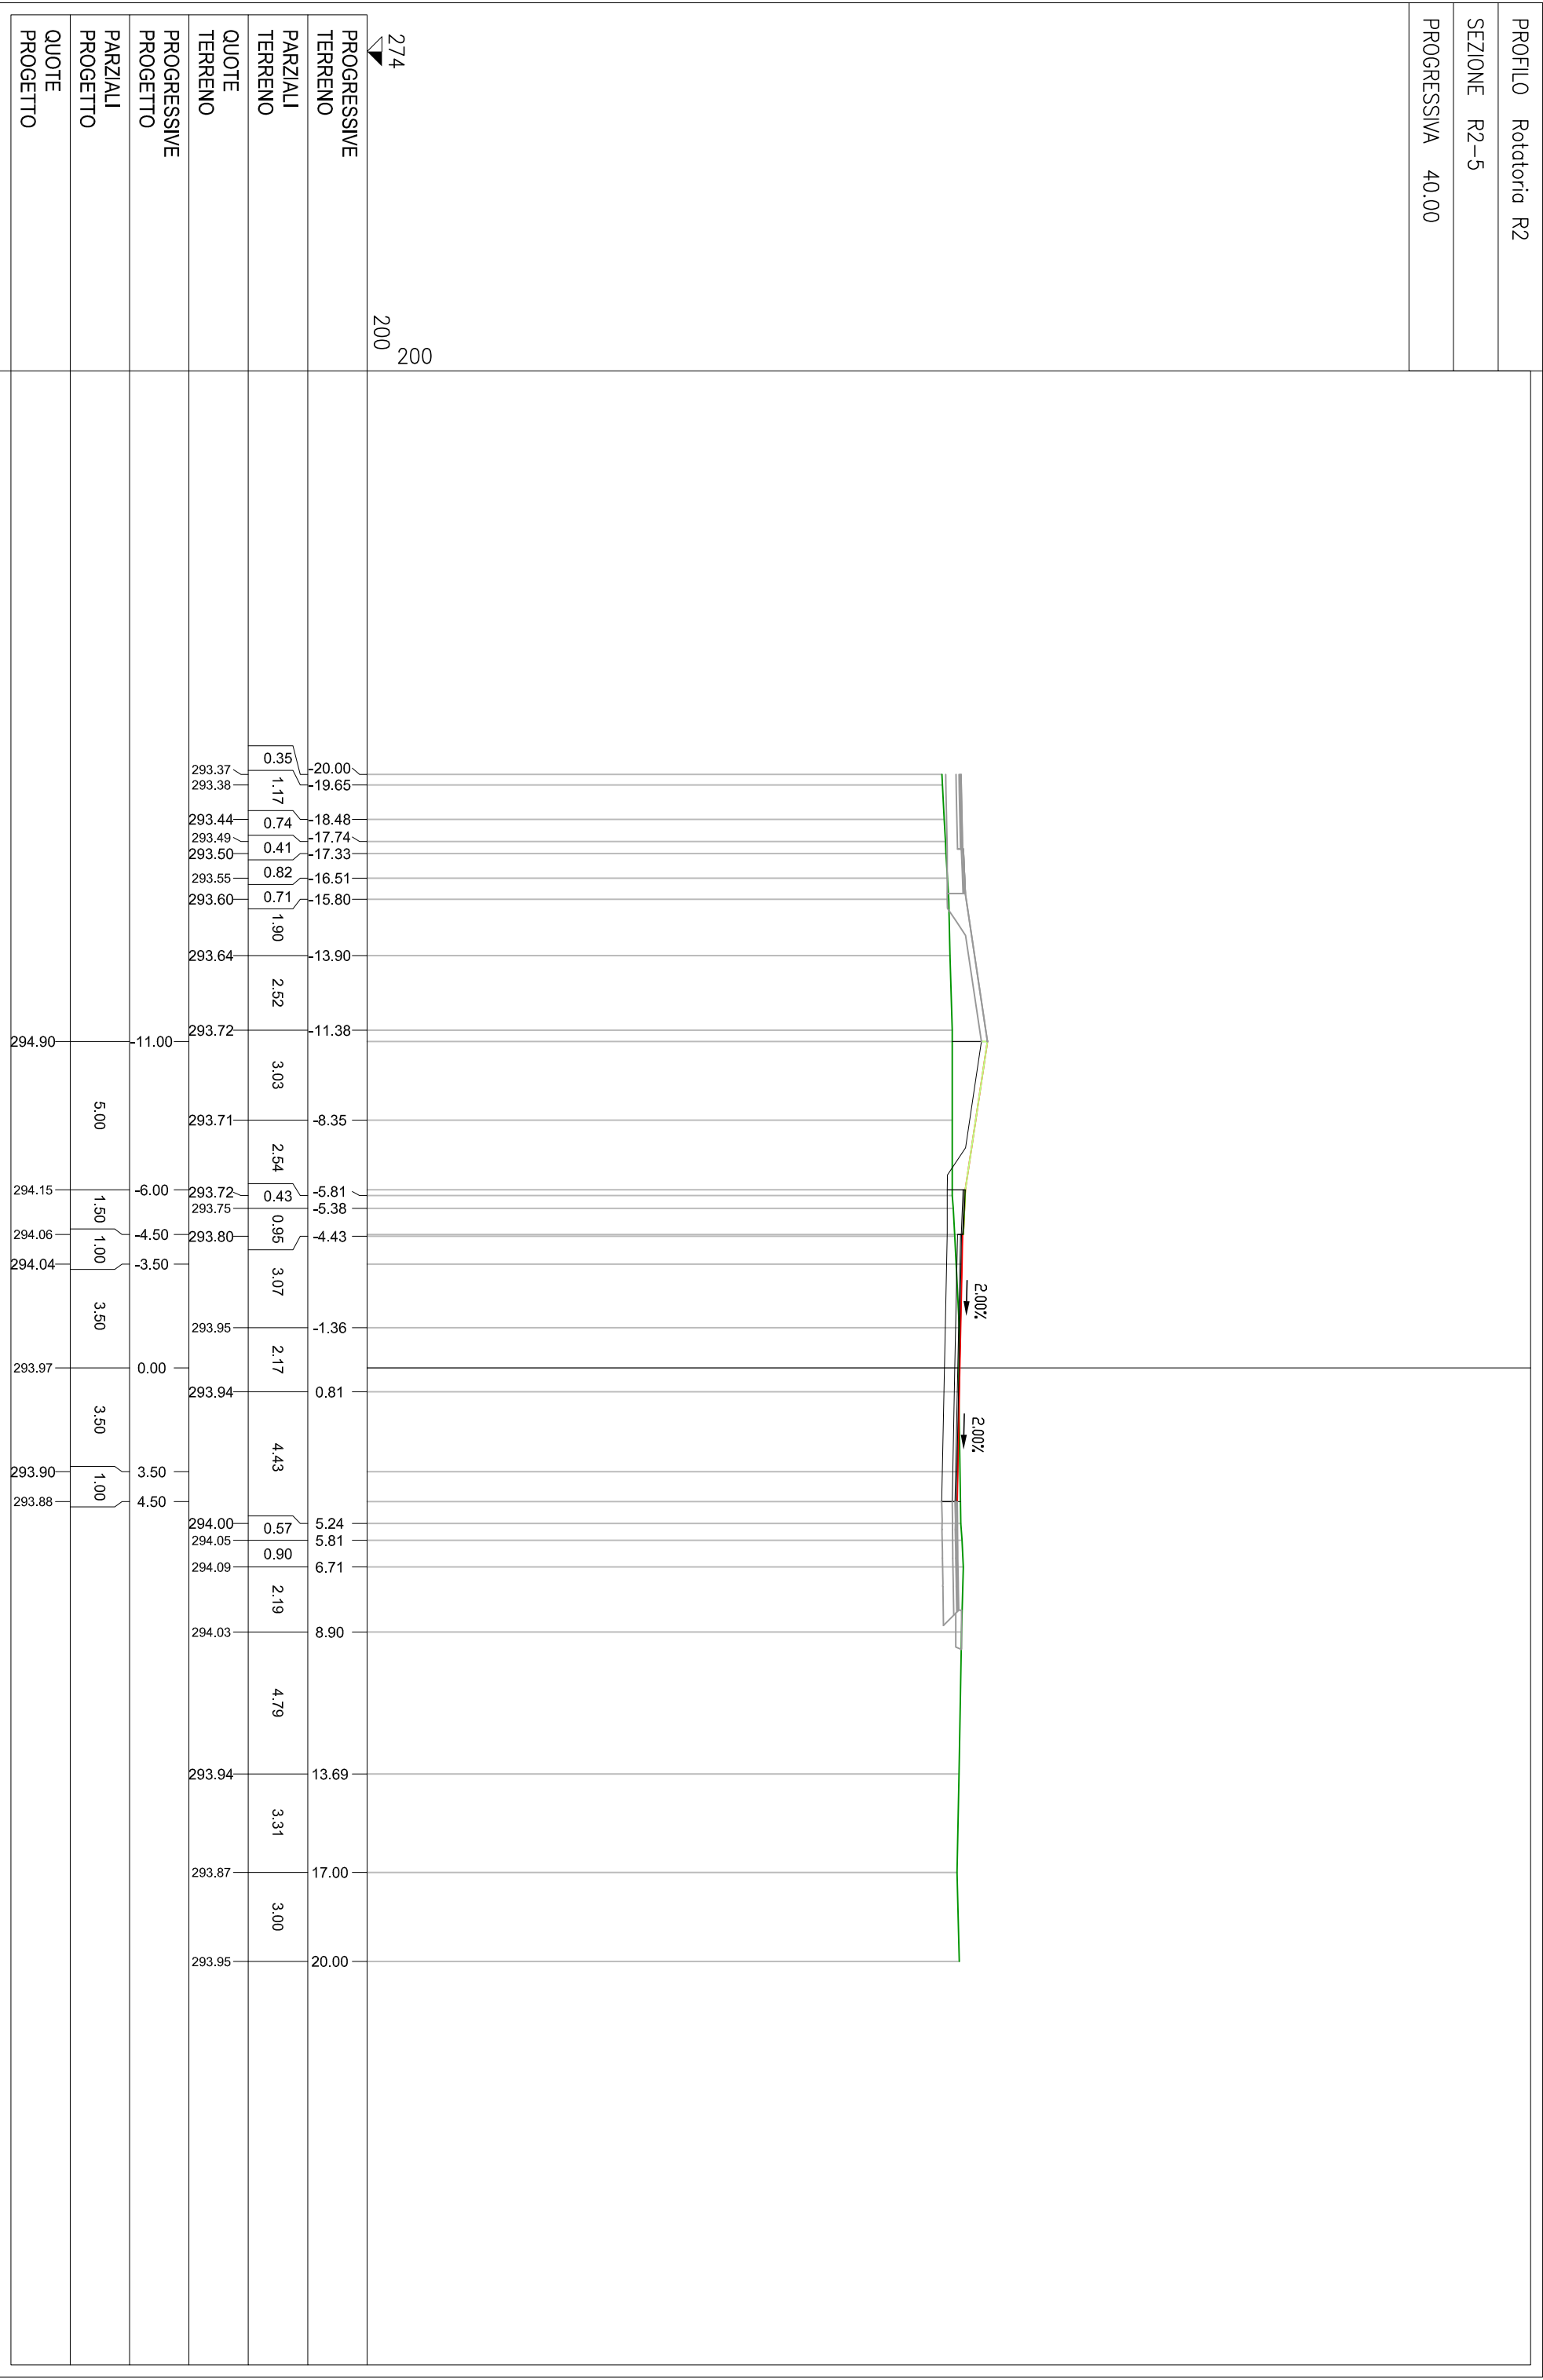 PROFILO Rotatoria R2
SEZIONE R2-5
PROGRESSIVA 40.00
2.00%
2.00%
200
274
200
PROGRESSIVE
TERRENO
-20.00 -19.65 -18.48 -17.74 -17.33 -16.51 -15.80 -13.90 -11.38 -8.35 -5.81 -5.38 -4.43 -1.36 0.81 5.24 5.81 6.71 8.90 13.69 17.00 20.00
PARZIALI
TERRENO
0.35 1.17 0.74 0.41 0.82 0.71 1.90 2.52 3.03 2.54 0.43 0.95 3.07 2.17 4.43 0.57 0.90 2.19 4.79 3.31 3.00
QUOTE
TERRENO
293.37 293.38 293.44 293.49 293.50 293.55 293.60 293.64 293.72 293.71 293.72 293.75 293.80 293.95 293.94 294.00 294.05 294.09 294.03 293.94 293.87 293.95
PROGRESSIVE
PROGETTO
-11.00 -6.00 -4.50 -3.50 0.00 3.50 4.50
PARZIALI
PROGETTO
5.00 1.50 1.00 3.50 3.50 1.00
QUOTE
PROGETTO
294.90 294.15 294.06 294.04 293.97 293.90 293.88